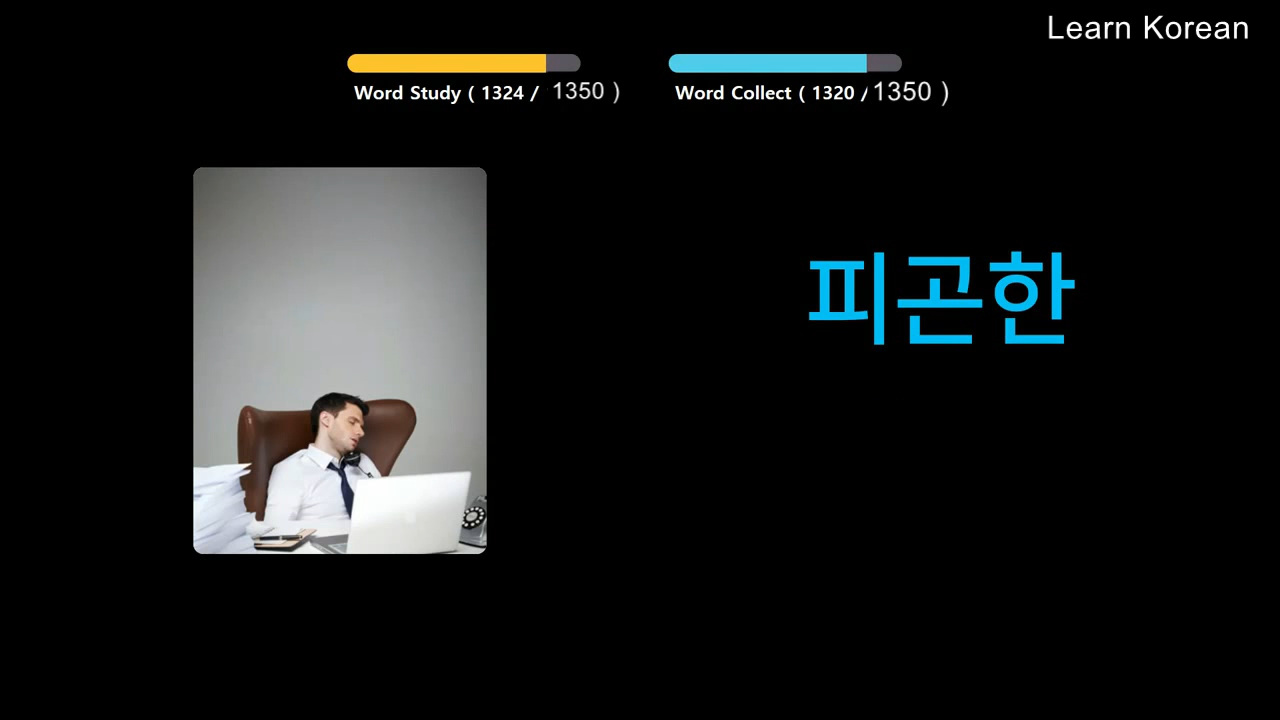 Learn Korean
Word Study ( 1324 / 1350 )
Word Collect ( 1320 / 1350 )
피곤한